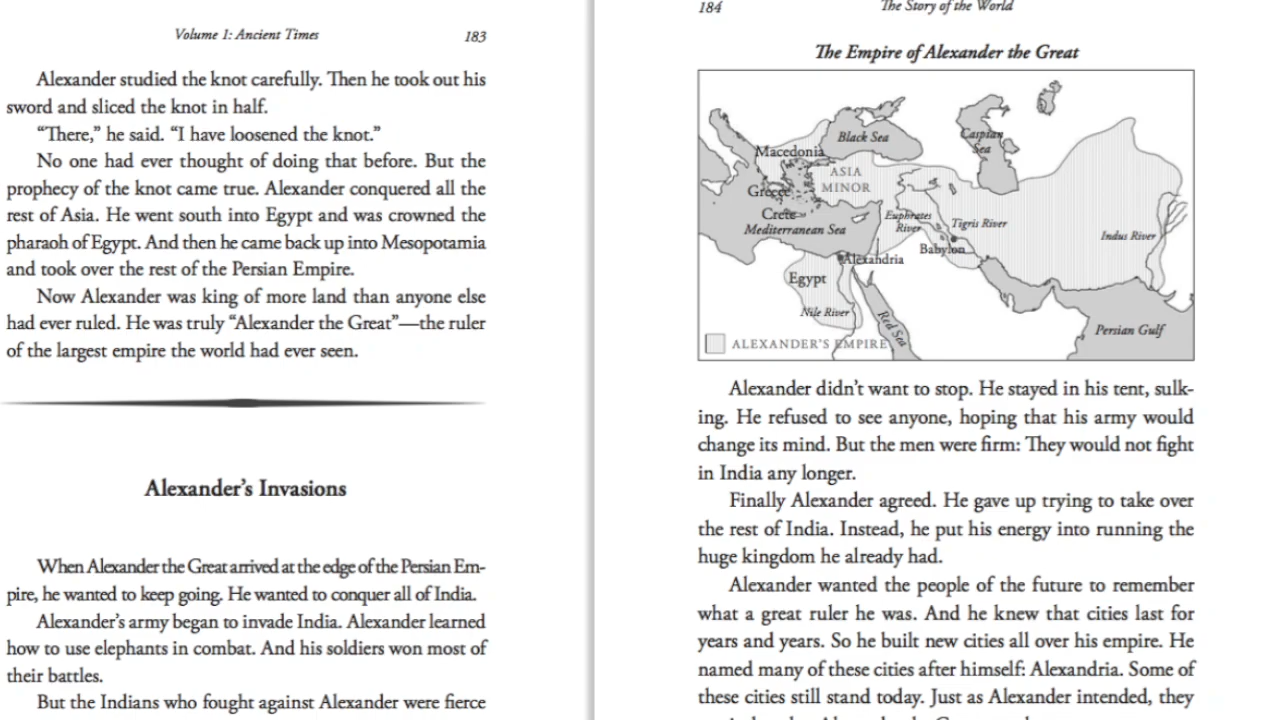 Volume 1: Ancient Times 183
Alexander studied the knot carefully. Then he took out his
sword and sliced the knot in half.
“There,” he said. “I have loosened the knot.”
No one had ever thought of doing that before. But the
prophecy of the knot came true. Alexander conquered all the
rest of Asia. He went south into Egypt and was crowned the
pharaoh of Egypt. And then he came back up into Mesopotamia
and took over the rest of the Persian Empire.
Now Alexander was king of more land than anyone else
had ever ruled. He was truly “Alexander the Great”—the ruler
of the largest empire the world had ever seen.
Alexander’s Invasions
When Alexander the Great arrived at the edge of the Persian Em-
pire, he wanted to keep going. He wanted to conquer all of India.
Alexander’s army began to invade India. Alexander learned
how to use elephants in combat. And his soldiers won most of
their battles.
But the Indians who fought against Alexander were fierce
184 The Story of the World
The Empire of Alexander the Great
Black Sea
Caspian
Sea
Macedonia
ASIA
MINOR
Greece
Crete
Mediterranean Sea
Euphrates
River
Tigris River
Indus River
Babylon
Alexandria
Egypt
Nile River
Red Sea
Persian Gulf
ALEXANDER’S EMPIRE
Alexander didn’t want to stop. He stayed in his tent, sulk-
ing. He refused to see anyone, hoping that his army would
change its mind. But the men were firm: They would not fight
in India any longer.
Finally Alexander agreed. He gave up trying to take over
the rest of India. Instead, he put his energy into running the
huge kingdom he already had.
Alexander wanted the people of the future to remember
what a great ruler he was. And he knew that cities last for
years and years. So he built new cities all over his empire. He
named many of these cities after himself: Alexandria. Some of
these cities still stand today. Just as Alexander intended, they